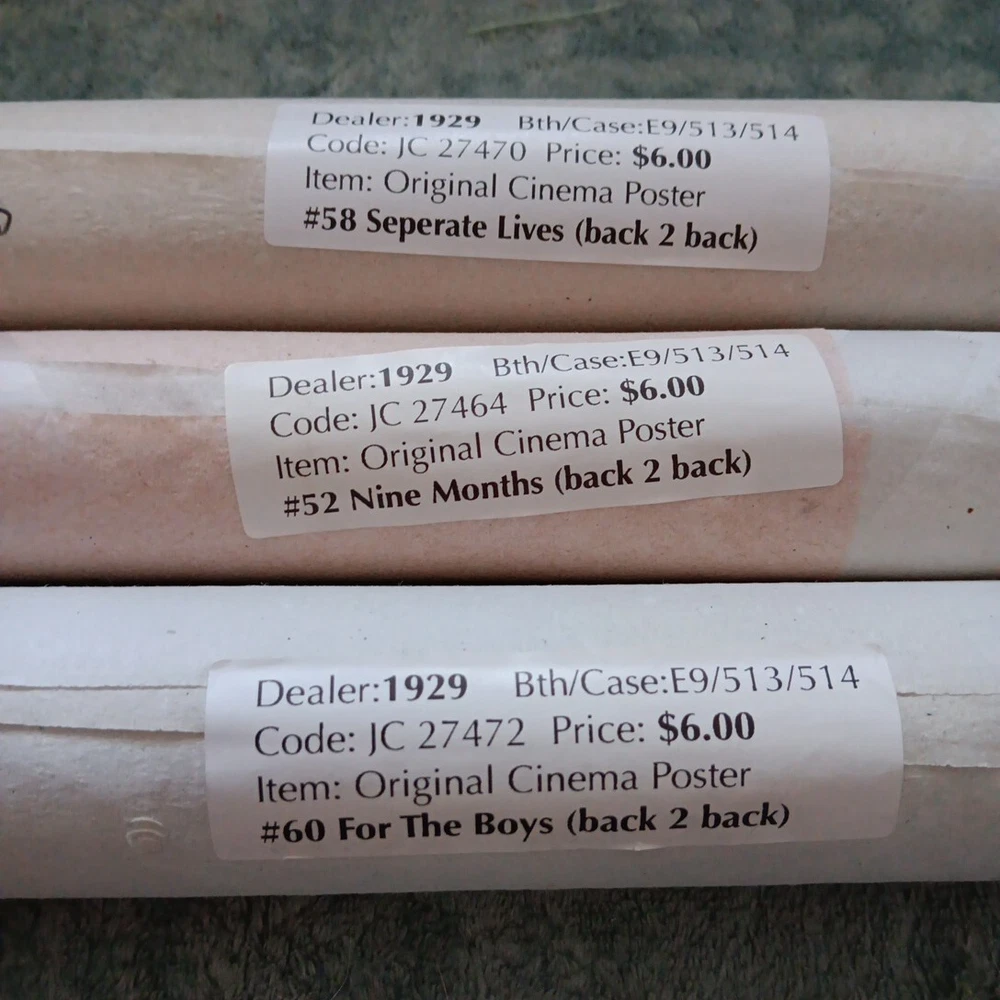 Dealer:1929 Bth/Case:E9/513/514
Code: JC 27470 Price: $6.00
Item: Original Cinema Poster
#58 Seperate Lives (back 2 back)
Dealer:1929 Bth/Case:E9/513/514
Code: JC 27464 Price: $6.00
Item: Original Cinema Poster
#52 Nine Months (back 2 back)
Dealer:1929 Bth/Case:E9/513/514
Code: JC 27472 Price: $6.00
Item: Original Cinema Poster
#60 For The Boys (back 2 back)